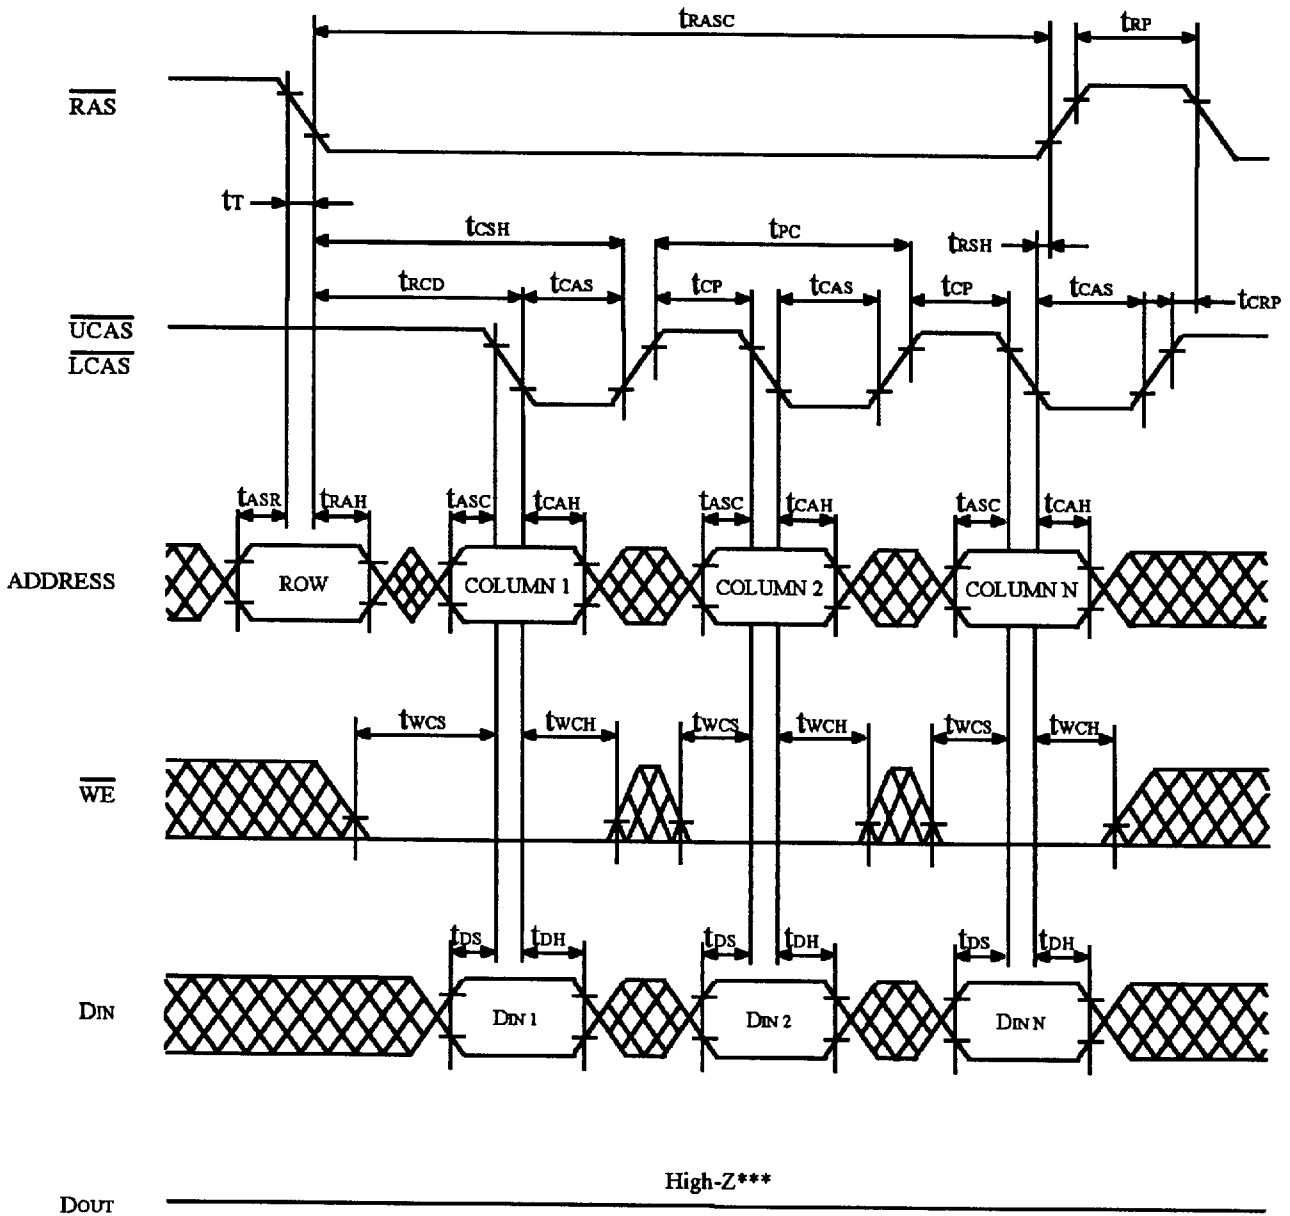 tRASC
tRP
RAS
tT
tCSH
tPC
tRSH
tRCD
tCAS
tCP
tCAS
tCP
tCAS
tCRP
UCAS
LCAS
tASR
tRAH
tASC
tCAH
tASC
tCAH
tASC
tCAH
ADDRESS
ROW
COLUMN 1
COLUMN 2
COLUMN N
tWCS
tWCH
tWCS
tWCH
tWCS
tWCH
WE
tDS
tDH
tDS
tDH
tDS
tDH
DIN
DIN 1
DIN 2
DIN N
High-Z***
DOUT